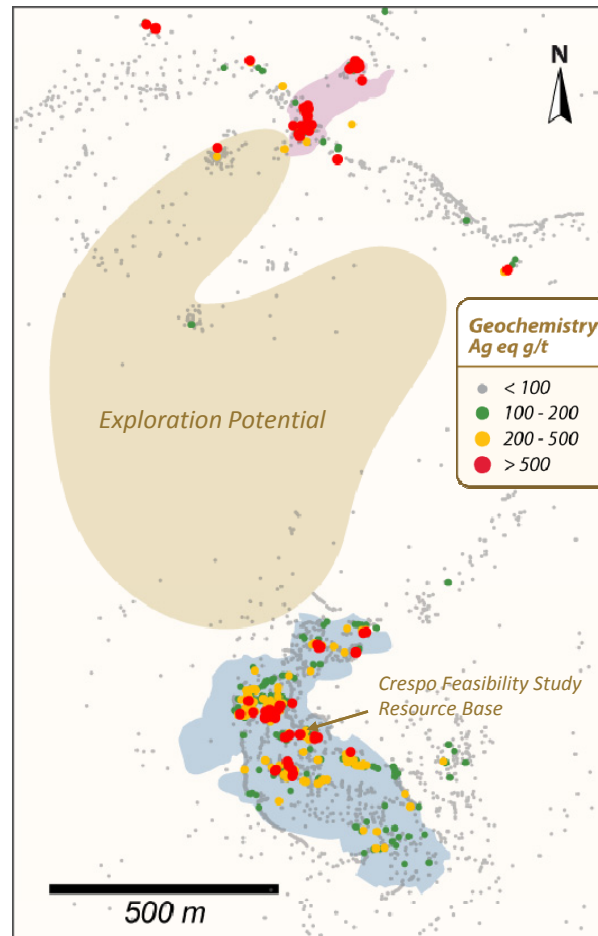 N
Geochemistry
Ag eq g/t
< 100
100 - 200
200 - 500
> 500
Exploration Potential
Crespo Feasibility Study
Resource Base
500 m